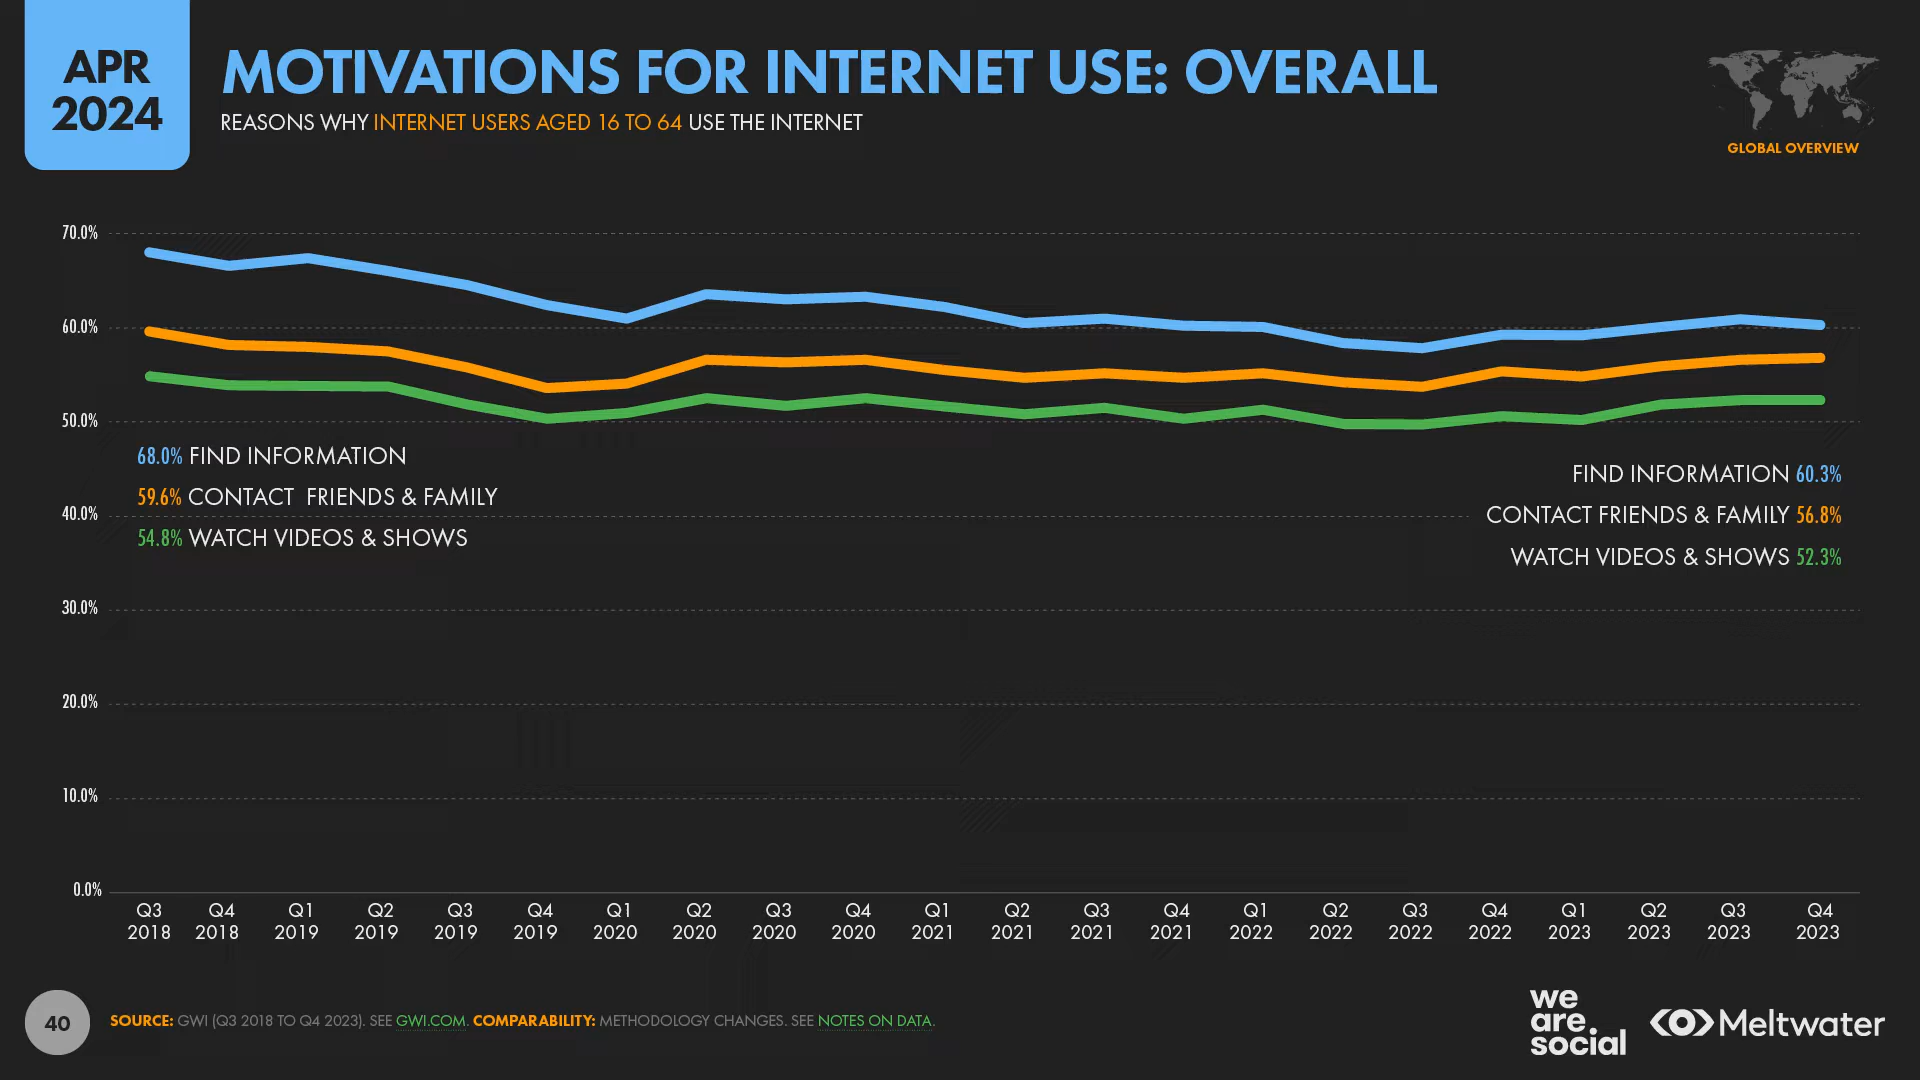 APR
2024
MOTIVATIONS FOR INTERNET USE: OVERALL
REASONS WHY INTERNET USERS AGED 16 TO 64 USE THE INTERNET
GLOBAL OVERVIEW
70.0%
60.0%
50.0%
68.0% FIND INFORMATION
59.6% CONTACT FRIENDS & FAMILY
54.8% WATCH VIDEOS & SHOWS
FIND INFORMATION 60.3%
CONTACT FRIENDS & FAMILY 56.8%
WATCH VIDEOS & SHOWS 52.3%
40.0%
30.0%
20.0%
10.0%
0.0%
Q3 Q4 Q1 Q2 Q3 Q4 Q1 Q2 Q3 Q4 Q1 Q2 Q3 Q4 Q1 Q2 Q3 Q4 Q1 Q2 Q3 Q4
2018 2018 2019 2019 2019 2019 2020 2020 2020 2020 2021 2021 2021 2021 2022 2022 2022 2022 2023 2023 2023 2023
40
SOURCE: GWI (Q3 2018 TO Q4 2023). SEE GWI.COM. COMPARABILITY: METHODOLOGY CHANGES. SEE NOTES ON DATA.
we
are
social
Meltwater